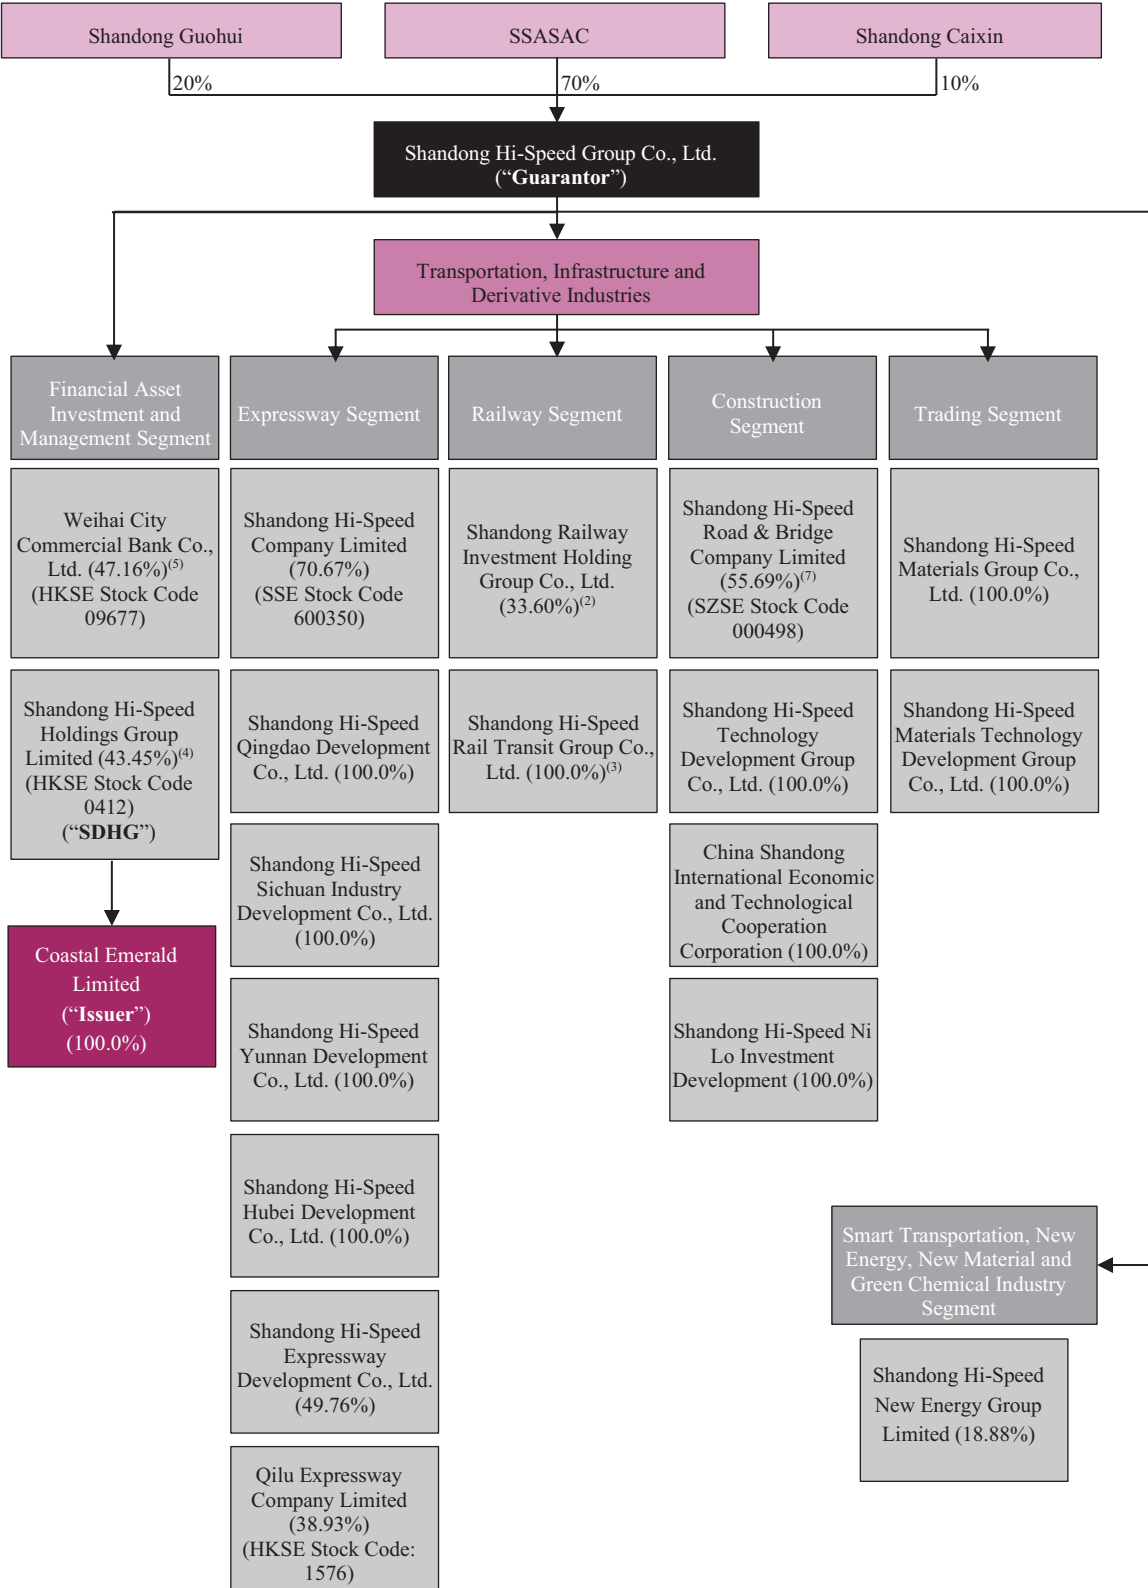 Shandong Guohui
SSASAC
Shandong Caixin
20%
70%
10%
Shandong Hi-Speed Group Co., Ltd.
(“Guarantor”)
Transportation, Infrastructure and
Derivative Industries
Financial Asset
Investment and
Management Segment
Expressway Segment
Railway Segment
Construction
Segment
Trading Segment
Weihai City
Commercial Bank Co.,
Ltd. (47.16%)(5)
(HKSE Stock Code
09677)
Shandong Hi-Speed
Company Limited
(70.67%)
(SSE Stock Code
600350)
Shandong Railway
Investment Holding
Group Co., Ltd.
(33.60%)(2)
Shandong Hi-Speed
Road & Bridge
Company Limited
(55.69%)(7)
(SZSE Stock Code
000498)
Shandong Hi-Speed
Materials Group Co.,
Ltd. (100.0%)
Shandong Hi-Speed
Holdings Group
Limited (43.45%)(4)
(HKSE Stock Code
0412)
(“SDHG”)
Shandong Hi-Speed
Qingdao Development
Co., Ltd. (100.0%)
Shandong Hi-Speed
Rail Transit Group Co.,
Ltd. (100.0%)(3)
Shandong Hi-Speed
Technology
Development Group
Co., Ltd. (100.0%)
Shandong Hi-Speed
Materials Technology
Development Group
Co., Ltd. (100.0%)
Shandong Hi-Speed
Sichuan Industry
Development Co., Ltd.
(100.0%)
China Shandong
International Economic
and Technological
Cooperation
Corporation (100.0%)
Coastal Emerald
Limited
(“Issuer”)
(100.0%)
Shandong Hi-Speed
Yunnan Development
Co., Ltd. (100.0%)
Shandong Hi-Speed Ni
Lo Investment
Development (100.0%)
Shandong Hi-Speed
Hubei Development
Co., Ltd. (100.0%)
Smart Transportation, New
Energy, New Material and
Green Chemical Industry
Segment
Shandong Hi-Speed
Expressway
Development Co., Ltd.
(49.76%)
Shandong Hi-Speed
New Energy Group
Limited (18.88%)
Qilu Expressway
Company Limited
(38.93%)
(HKSE Stock Code:
1576)